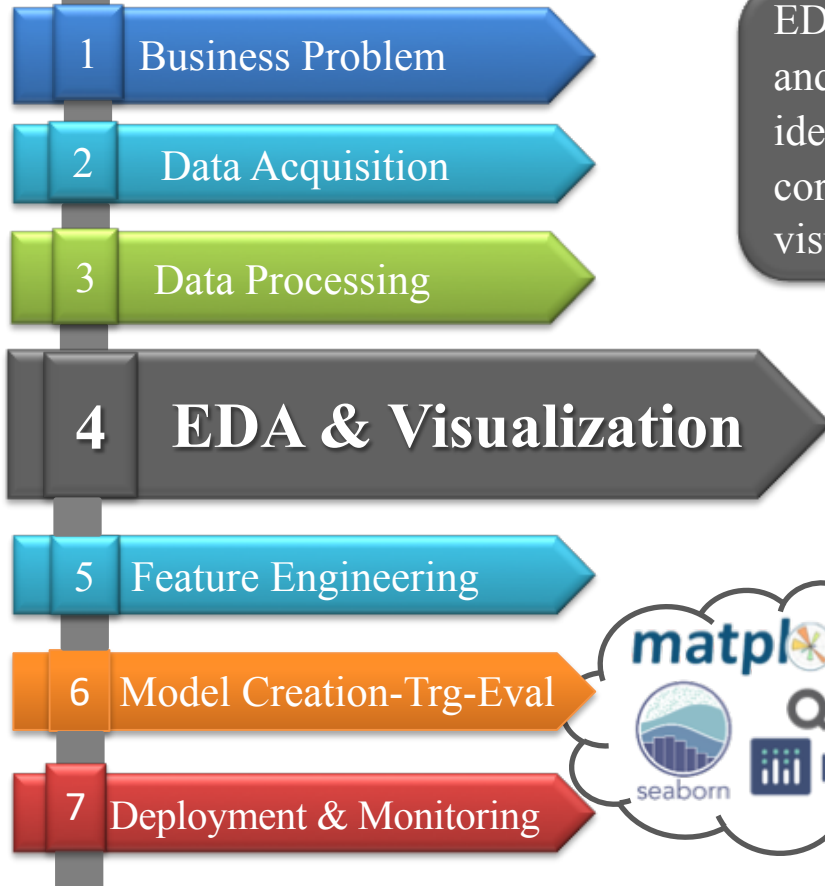 1 Business Problem
2 Data Acquisition
3 Data Processing
4 EDA & Visualization
5 Feature Engineering
6 Model Creation-Trg-Eval
7 Deployment & Monitoring
matpl
seaborn